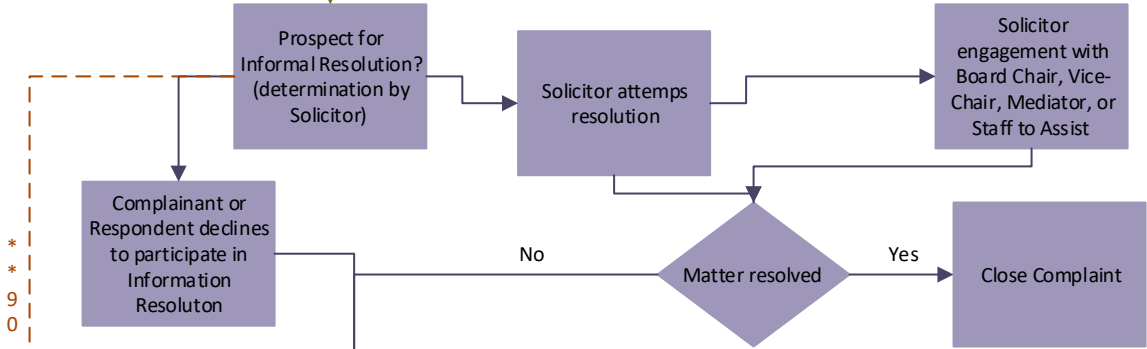 Prospect for
Informal Resolution?
(determination by
Solicitor)
Solicitor attemps
resolution
Solicitor
engagement with
Board Chair, Vice-
Chair, Mediator, or
Staff to Assist
Complainant or
Respondent declines
to participate in
Information
Resoluton
No
Matter resolved
Yes
Close Complaint
*
*
9
0